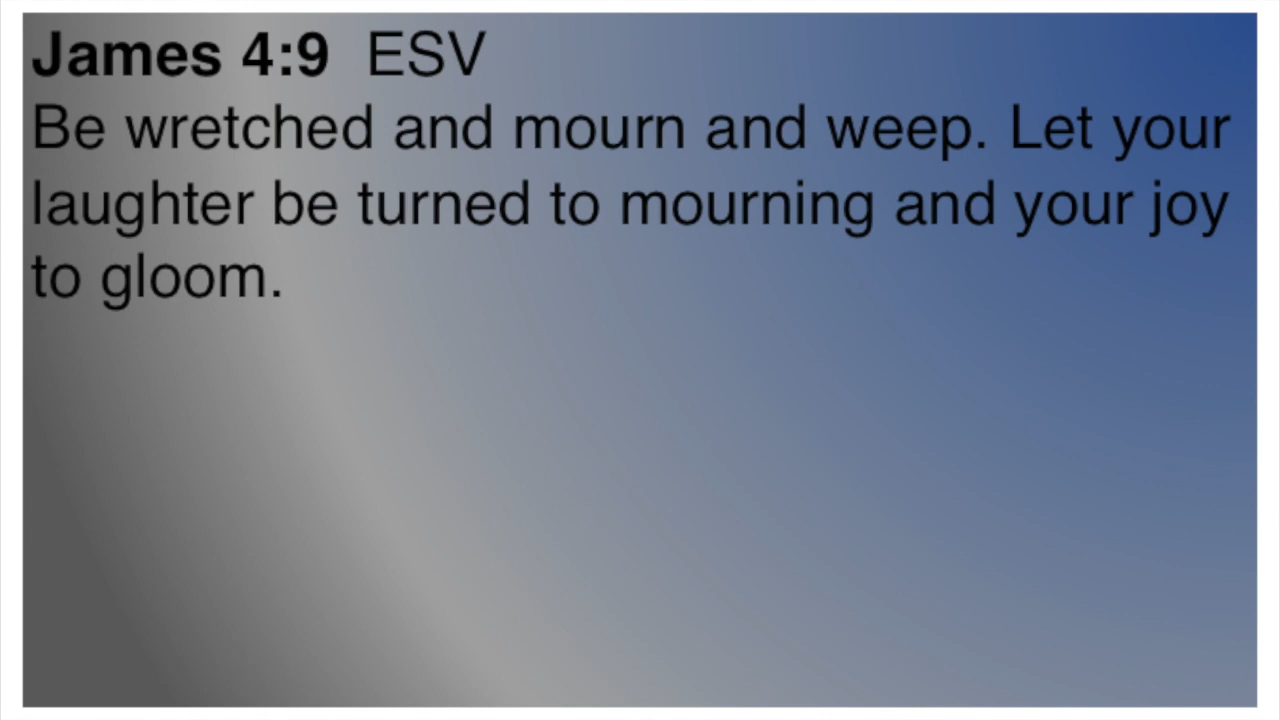 James 4:9 ESV
Be wretched and mourn and weep. Let your
laughter be turned to mourning and your joy
to gloom.